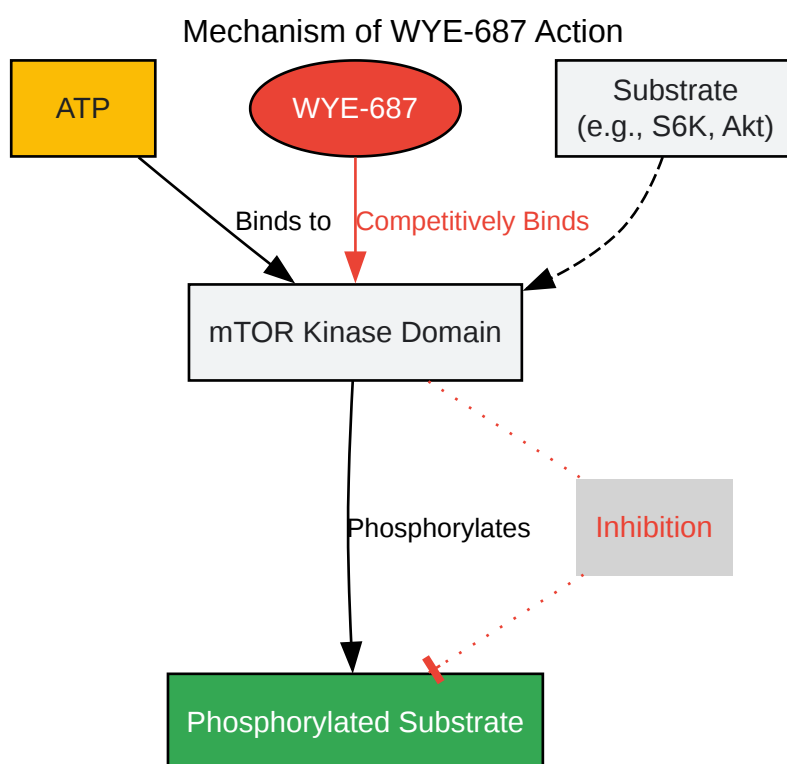 Mechanism of WYE-687 Action
ATP
WYE-687
Substrate
(e.g., S6K, Akt)
Binds to
Competitively Binds
mTOR Kinase Domain
Phosphorylates
Inhibition
Phosphorylated Substrate